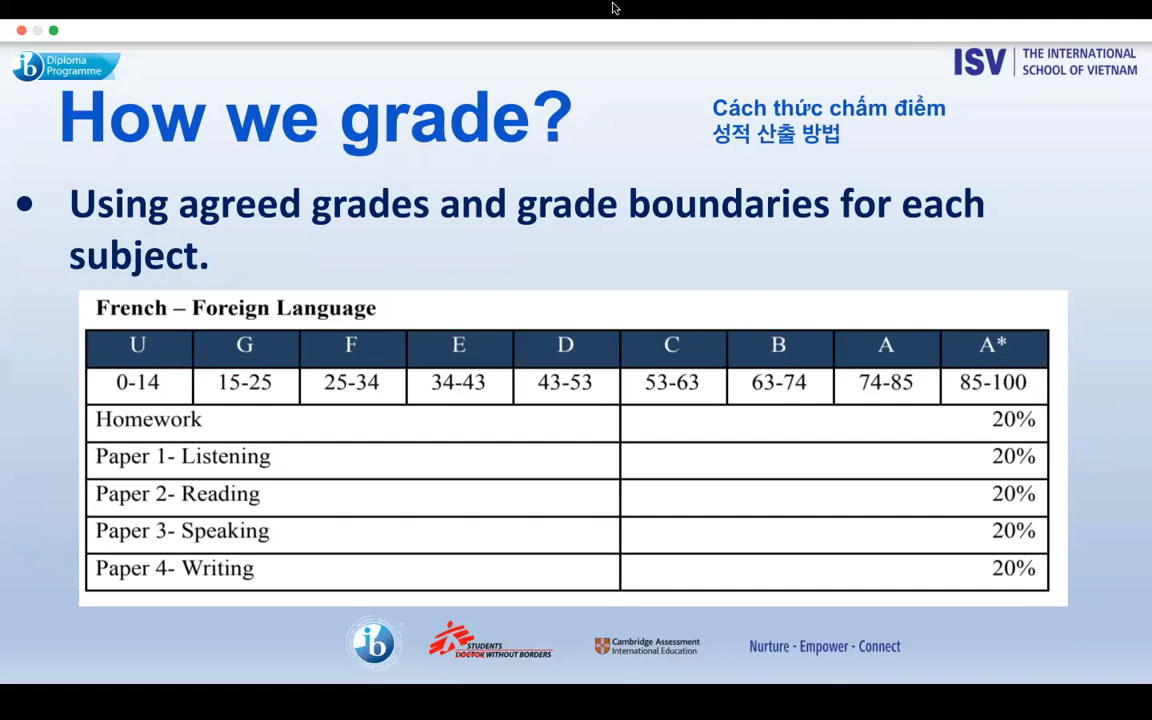 Diploma
Programme
ISV
THE INTERNATIONAL
SCHOOL OF VIETNAM
How we grade?
Cách thức chấm điểm
성적 산출 방법
• Using agreed grades and grade boundaries for each
subject.
French – Foreign Language
U G F E D C B A A*
0-14 15-25 25-34 34-43 43-53 53-63 63-74 74-85 85-100
Homework 20%
Paper 1- Listening 20%
Paper 2- Reading 20%
Paper 3- Speaking 20%
Paper 4- Writing 20%
STUDENTS
DOCTOR WITHOUT BORDERS
Cambridge Assessment
International Education
Nurture - Empower - Connect